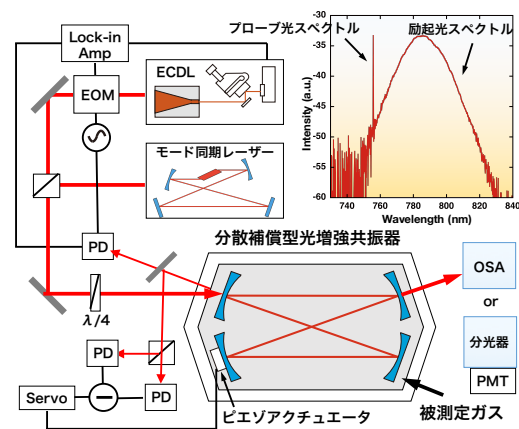 Lock-in
Amp
EOM
ECDL
モード同期レーザー
PD
λ/4
PD
PD
Servo
ピエゾアクチュエータ
分散補償型光増強共振器
被測定ガス
OSA
or
分光器
PMT
プローブ光スペクトル
励起光スペクトル
Intensity (a.u.)
-30
-35
-40
-45
-50
-55
-60
740
760
780
800
820
840
Wavelength (nm)